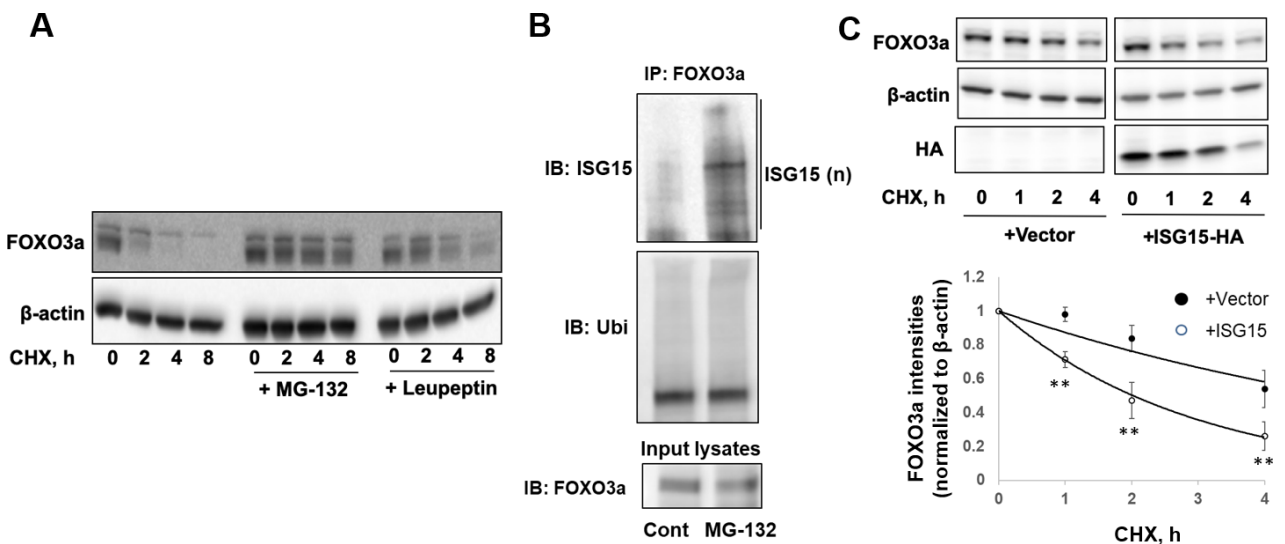 A
FOXO3a
β-actin
CHX, h 0 2 4 8 0 2 4 8 0 2 4 8
+ MG-132 + Leupeptin
B
IP: FOXO3a
IB: ISG15
ISG15 (n)
IB: Ubi
Input lysates
IB: FOXO3a
Cont MG-132
C
FOXO3a
β-actin
HA
CHX, h 0 1 2 4 0 1 2 4
+Vector +ISG15-HA
FOXO3a intensities
(normalized to β-actin)
1.2
1
0.8
0.6
0.4
0.2
0
+Vector
+ISG15
**
**
**
0 1 2 3 4
CHX, h